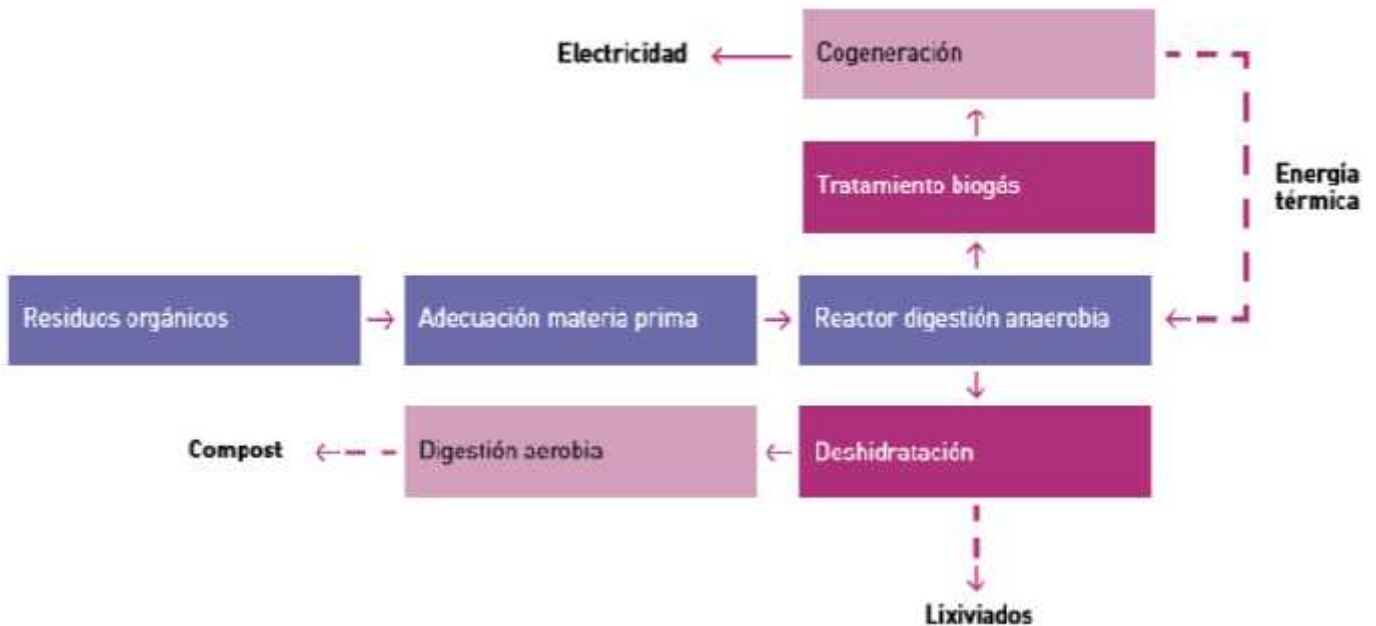 Electricidad
Cogeneración
Tratamiento biogás
Energía
térmica
Residuos orgánicos
Adecuación materia prima
Reactor digestión anaerobia
Compost
Digestión aerobia
Deshidratación
Lixiviados